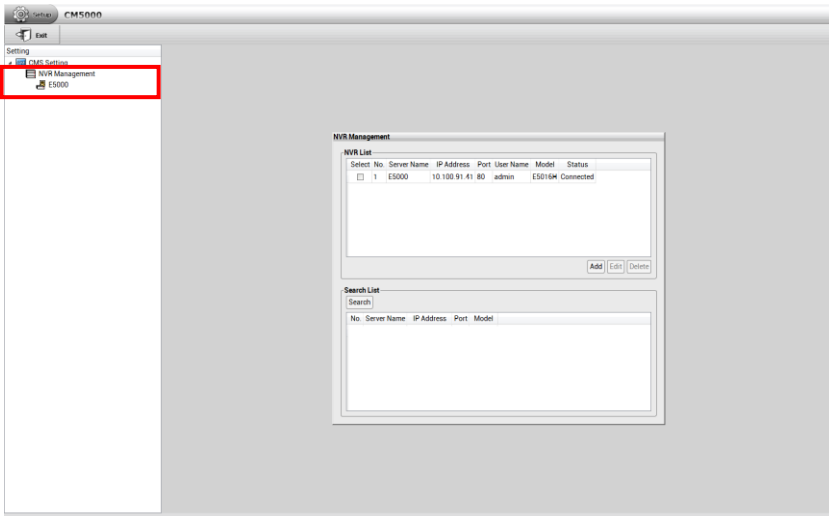 Setup CM5000
Exit
Setting
CMS Setting
NVR Management
E5000
NVR Management
NVR List
Select No. Server Name IP Address Port User Name Model Status
1 E5000 10.100.91.41 80 admin E5016H Connected
Add Edit Delete
Search List
Search
No. Server Name IP Address Port Model